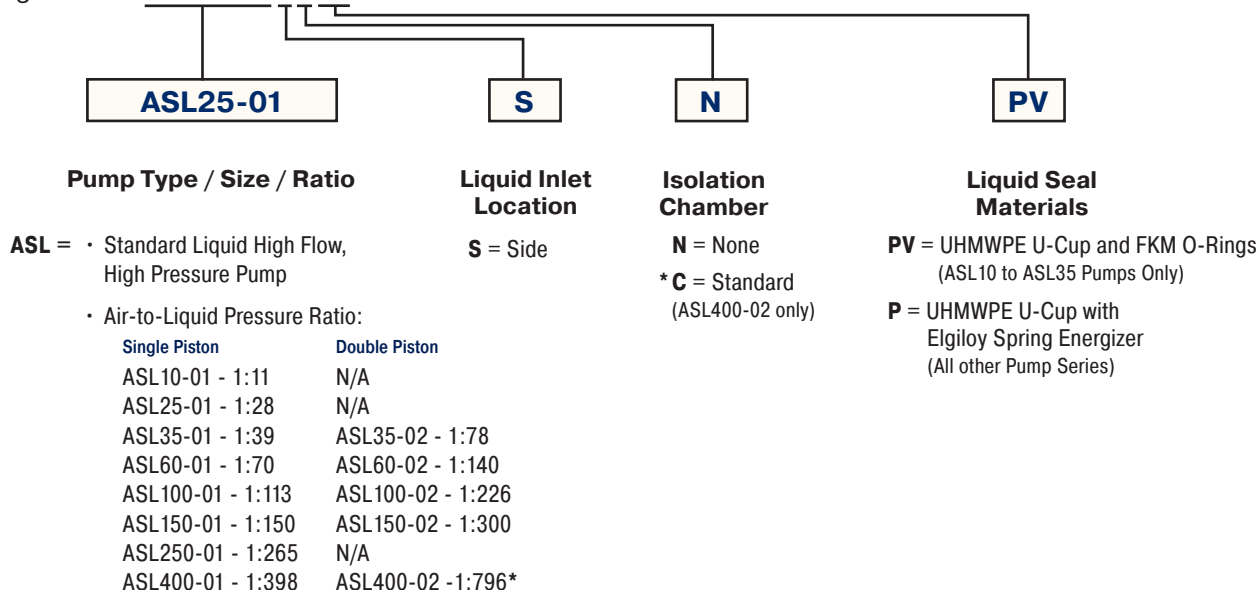 ASL25-01 S N PV
Pump Type / Size / Ratio
ASL = • Standard Liquid High Flow,
High Pressure Pump
• Air-to-Liquid Pressure Ratio:
Single Piston Double Piston
ASL10-01 - 1:11 N/A
ASL25-01 - 1:28 N/A
ASL35-01 - 1:39 ASL35-02 - 1:78
ASL60-01 - 1:70 ASL60-02 - 1:140
ASL100-01 - 1:113 ASL100-02 - 1:226
ASL150-01 - 1:150 ASL150-02 - 1:300
ASL250-01 - 1:265 N/A
ASL400-01 - 1:398 ASL400-02 -1:796*
Liquid Inlet
Location
S = Side
Isolation
Chamber
N = None
* C = Standard
(ASL400-02 only)
Liquid Seal
Materials
PV = UHMWPE U-Cup and FKM O-Rings
(ASL10 to ASL35 Pumps Only)
P = UHMWPE U-Cup with
Elgiloy Spring Energizer
(All other Pump Series)